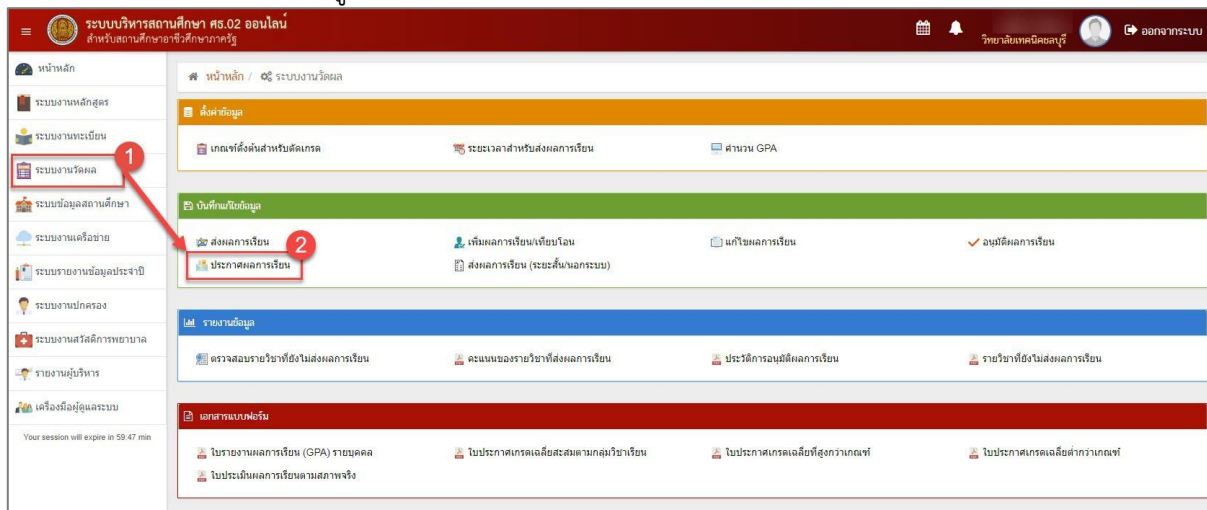 ระบบบริหารสถานศึกษา ศธ.02 ออนไลน์
สำหรับสถานศึกษาอาชีวศึกษาภาครัฐ
วิทยาลัยเทคนิคชลบุรี
ออกจากระบบ
หน้าหลัก
ระบบงานหลักสูตร
ระบบงานทะเบียน
ระบบงานวัดผล
ระบบข้อมูลสถานศึกษา
ระบบงานเครือข่าย
ระบบรายงานข้อมูลประจำปี
ระบบงานปกครอง
ระบบงานสวัสดิการพยาบาล
รายงานผู้บริหาร
เครื่องมือผู้ดูแลระบบ
Your session will expire in 59:47 min
1
2
หน้าหลัก / ระบบงานวัดผล
ตั้งค่าข้อมูล
เกณฑ์ตั้งต้นสำหรับตัดเกรด ระยะเวลาสำหรับส่งผลการเรียน คำนวน GPA
บันทึกแก้ไขข้อมูล
ส่งผลการเรียน เพิ่มผลการเรียน/เทียบโอน แก้ไขผลการเรียน อนุมัติผลการเรียน
ประกาศผลการเรียน ส่งผลการเรียน (ระยะสั้น/นอกระบบ)
รายงานข้อมูล
ตรวจสอบรายวิชาที่ยังไม่ส่งผลการเรียน คะแนนของรายวิชาที่ส่งผลการเรียน ประวัติการอนุมัติผลการเรียน รายวิชาที่ยังไม่ส่งผลการเรียน
เอกสารแบบฟอร์ม
ใบรายงานผลการเรียน (GPA) รายบุคคล ใบประกาศเกรดเฉลี่ยสะสมตามกลุ่มวิชาเรียน ใบประกาศเกรดเฉลี่ยที่สูงกว่าเกณฑ์ ใบประกาศเกรดเฉลี่ยต่ำกว่าเกณฑ์
ใบประเมินผลการเรียนตามสภาพจริง